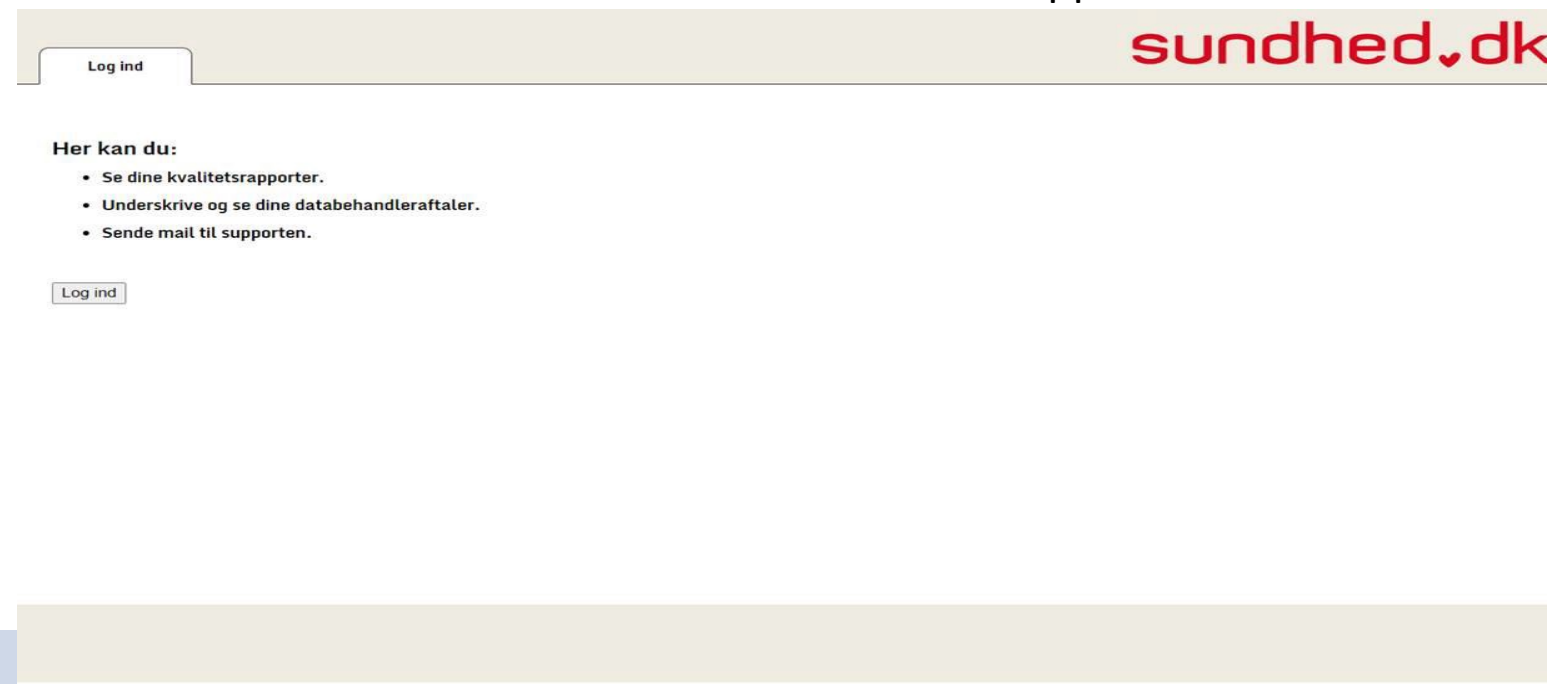 sundhed.dk
Log ind
Her kan du:
• Se dine kvalitetsrapporter.
• Underskrive og se dine databehandleraftaler.
• Sende mail til supporten.
Log ind